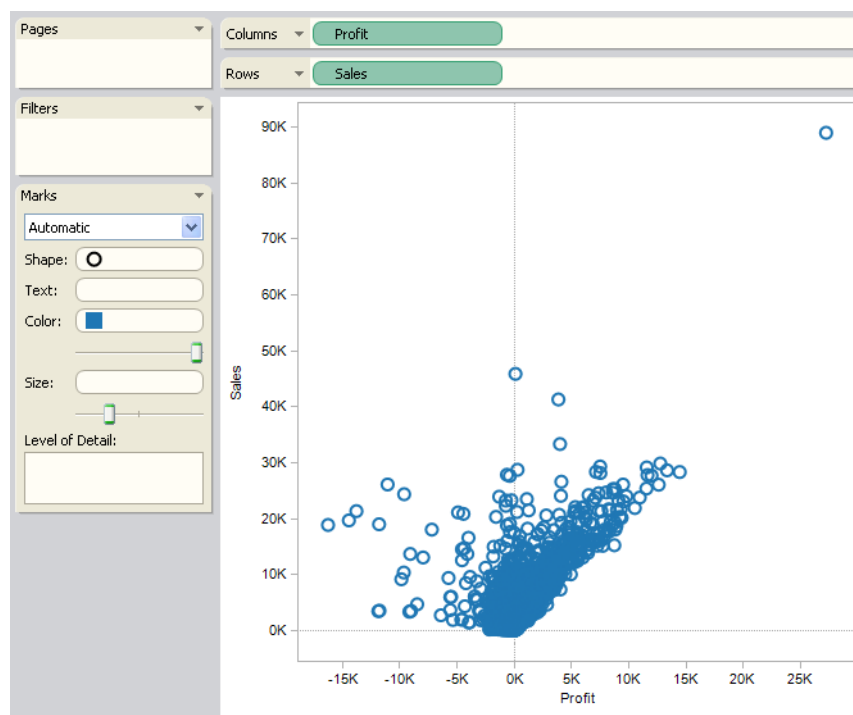 Pages
Columns Profit
Rows Sales
Filters
Marks
Automatic
Shape:
Text:
Color:
Size:
Level of Detail:
90K
80K
70K
60K
50K
40K
30K
20K
10K
0K
Sales
-15K -10K -5K 0K 5K 10K 15K 20K 25K
Profit